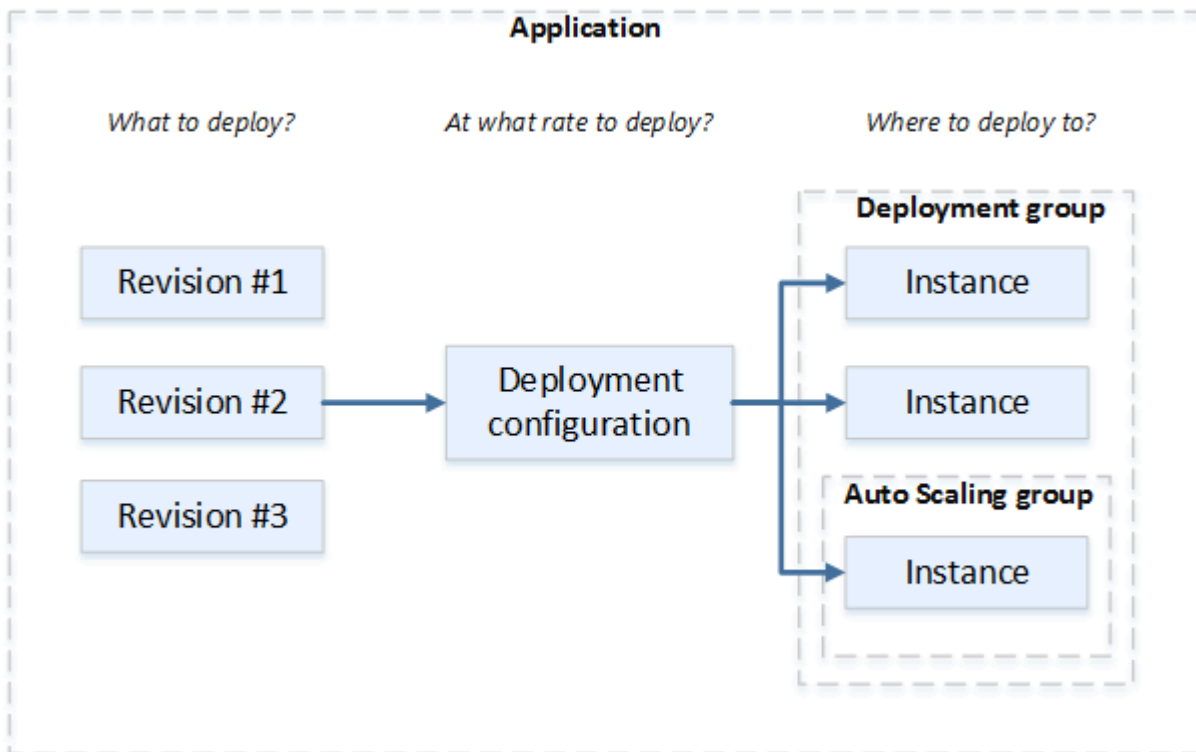 Application
What to deploy?
At what rate to deploy?
Where to deploy to?
Deployment group
Revision #1
Instance
Revision #2
Deployment
configuration
Instance
Auto Scaling group
Revision #3
Instance